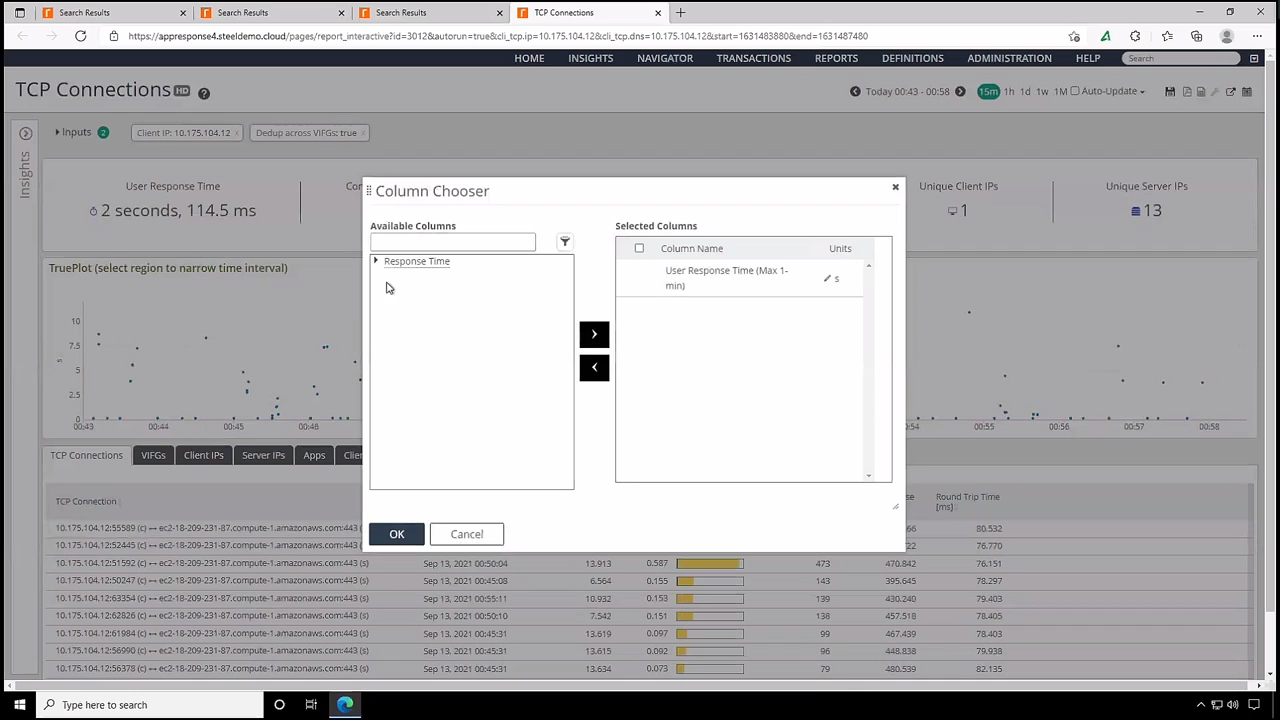 Search Results
Search Results
Search Results
TCP Connections
https://appresponse4.steeldemo.cloud/pages/report_interactive?id=3012&autorun=true&cli_tcp.ip=10.175.104.12&cli_tcp.dns=10.175.104.12&start=1631483880&end=1631487480
HOME INSIGHTS NAVIGATOR TRANSACTIONS REPORTS DEFINITIONS ADMINISTRATION HELP Search
TCP Connections HD
Today 00:43 - 00:58 15m 1h 1d 1w 1M Auto-Update
Inputs 2 Client IP: 10.175.104.12 Dedup across VIFGs: true
Insights
User Response Time
2 seconds, 114.5 ms
Unique Client IPs
1
Unique Server IPs
13
Column Chooser
Available Columns
Response Time
Selected Columns
Column Name Units
User Response Time (Max 1-
min) s
OK Cancel
TruePlot (select region to narrow time interval)
10
7.5
5
2.5
0
s
00:43 00:44 00:45 00:46 00:55 00:56 00:57 00:58
TCP Connections VIFGs Client IPs Server IPs Apps
TCP Connection
Round Trip Time
[ms]
10.175.104.12:55589 (c) ↔ ec2-18-209-231-87.compute-1.amazonaws.com:443 (s) 80.532
10.175.104.12:52445 (c) ↔ ec2-18-209-231-87.compute-1.amazonaws.com:443 (s) 76.770
10.175.104.12:51592 (c) ↔ ec2-18-209-231-87.compute-1.amazonaws.com:443 (s) Sep 13, 2021 00:50:04 13.913 0.587 473 470.842 76.151
10.175.104.12:50247 (c) ↔ ec2-18-209-231-87.compute-1.amazonaws.com:443 (s) Sep 13, 2021 00:45:08 6.564 0.155 143 395.645 78.297
10.175.104.12:63354 (c) ↔ ec2-18-209-231-87.compute-1.amazonaws.com:443 (s) Sep 13, 2021 00:55:11 10.932 0.153 139 430.249 79.403
10.175.104.12:62826 (c) ↔ ec2-18-209-231-87.compute-1.amazonaws.com:443 (s) Sep 13, 2021 00:50:10 7.542 0.151 138 457.518 78.405
10.175.104.12:61984 (c) ↔ ec2-18-209-231-87.compute-1.amazonaws.com:443 (s) Sep 13, 2021 00:45:31 13.619 0.097 99 467.439 78.403
10.175.104.12:56990 (c) ↔ ec2-18-209-231-87.compute-1.amazonaws.com:443 (s) Sep 13, 2021 00:45:31 13.615 0.092 96 448.838 79.938
10.175.104.12:56378 (c) ↔ ec2-18-209-231-87.compute-1.amazonaws.com:443 (s) Sep 13, 2021 00:45:31 13.634 0.073 79 480.539 82.135
Type here to search